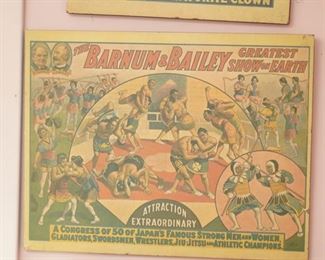 FAVORITE CLOWN
THE BARNUM & BAILEY GREATEST
SHOW ON EARTH
ATTRACTION
EXTRAORDINARY
A CONGRESS OF 50 OF JAPAN'S FAMOUS STRONG MEN AND WOMEN,
GLADIATORS, SWORDSMEN, WRESTLERS, JIU-JITSU AND ATHLETIC CHAMPIONS.